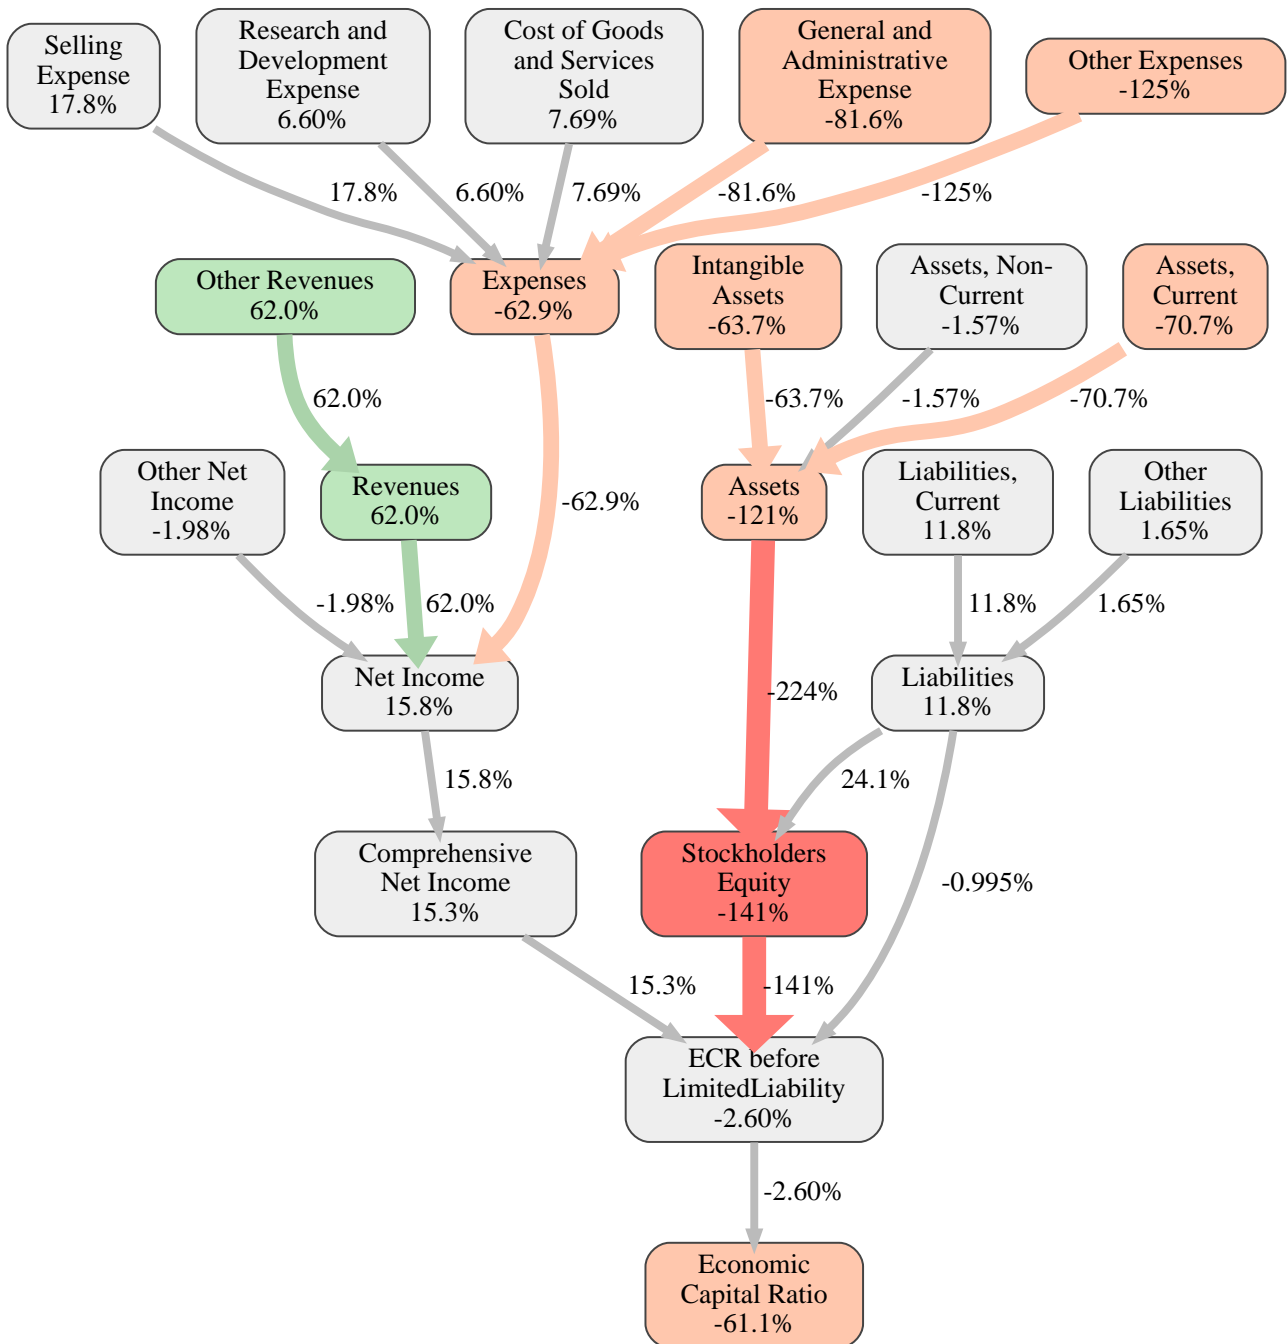 Selling
Expense
17.8%
Research and
Development
Expense
6.60%
Cost of Goods
and Services
Sold
7.69%
General and
Administrative
Expense
-81.6%
Other Expenses
-125%
17.8%
6.60%
7.69%
-81.6%
-125%
Other Revenues
62.0%
Expenses
-62.9%
Intangible
Assets
-63.7%
Assets, Non-
Current
-1.57%
Assets,
Current
-70.7%
62.0%
-62.9%
-63.7%
-1.57%
-70.7%
Other Net
Income
-1.98%
Revenues
62.0%
Assets
-121%
Liabilities,
Current
11.8%
Other
Liabilities
1.65%
-1.98%
62.0%
11.8%
1.65%
Net Income
15.8%
-224%
Liabilities
11.8%
15.8%
24.1%
Comprehensive
Net Income
15.3%
Stockholders
Equity
-141%
-0.995%
15.3%
-141%
ECR before
LimitedLiability
-2.60%
-2.60%
Economic
Capital Ratio
-61.1%